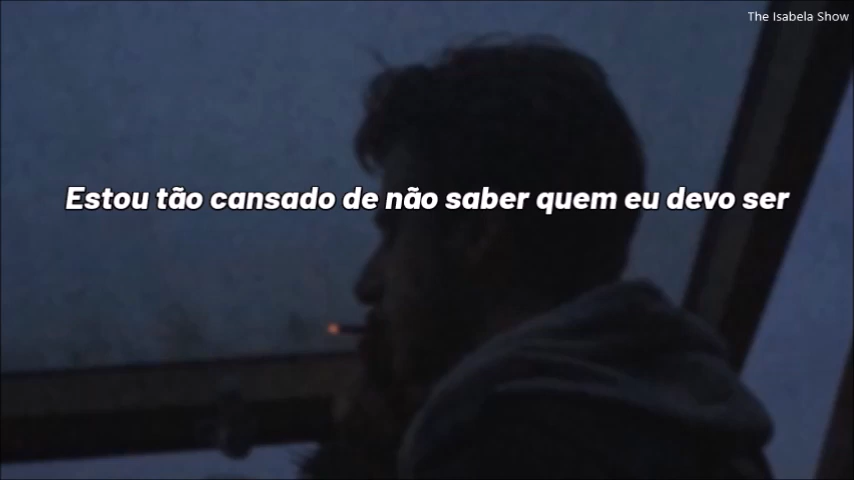 The Isabela Show
Estou tão cansado de não saber quem eu devo ser